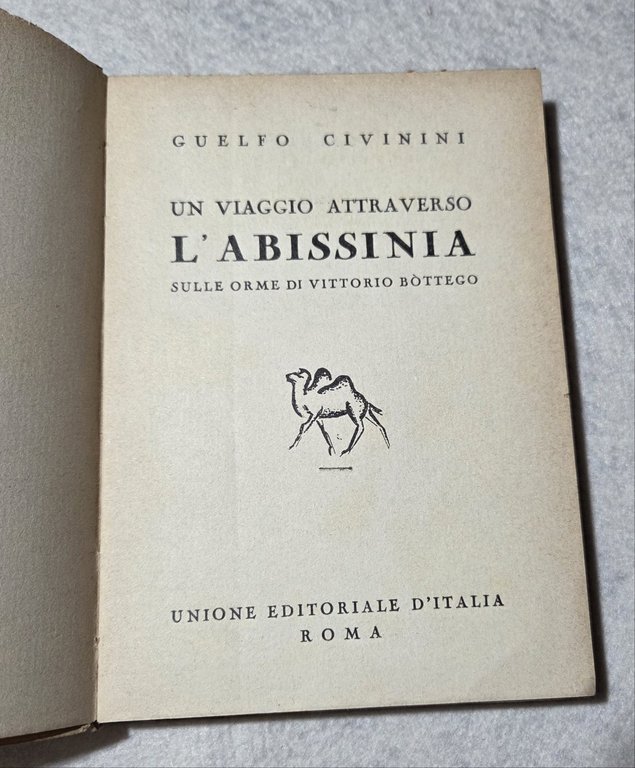 GUELFO CIVININI
UN VIAGGIO ATTRAVERSO
L'ABISSINIA
SULLE ORME DI VITTORIO BÒTTEGO
UNIONE EDITORIALE D'ITALIA
ROMA